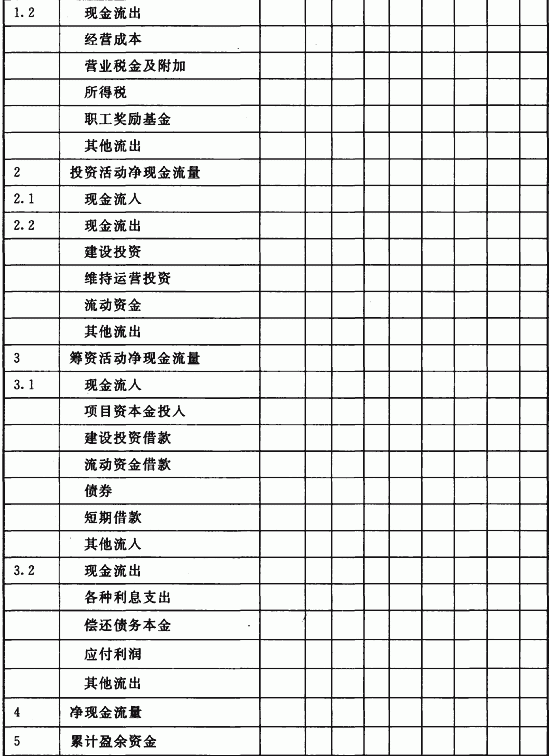 1.2 现金流出
经营成本
营业税金及附加
所得税
职工奖励基金
其他流出
2 投资活动净现金流量
2.1 现金流人
2.2 现金流出
建设投资
维持运营投资
流动资金
其他流出
3 筹资活动净现金流量
3.1 现金流人
项目资本金投人
建设投资借款
流动资金借款
债券
短期借款
其他流人
3.2 现金流出
各种利息支出
偿还债务本金
应付利润
其他流出
4 净现金流量
5 累计盈余资金